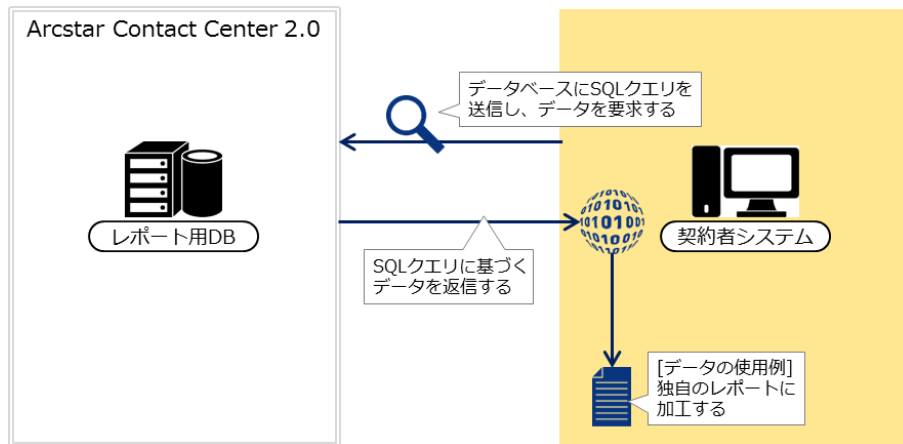 Arcstar Contact Center 2.0
データベースにSQLクエリを
送信し、データを要求する
レポート用DB
契約者システム
SQLクエリに基づく
データを返信する
[データの使用例]
独自のレポートに
加工する